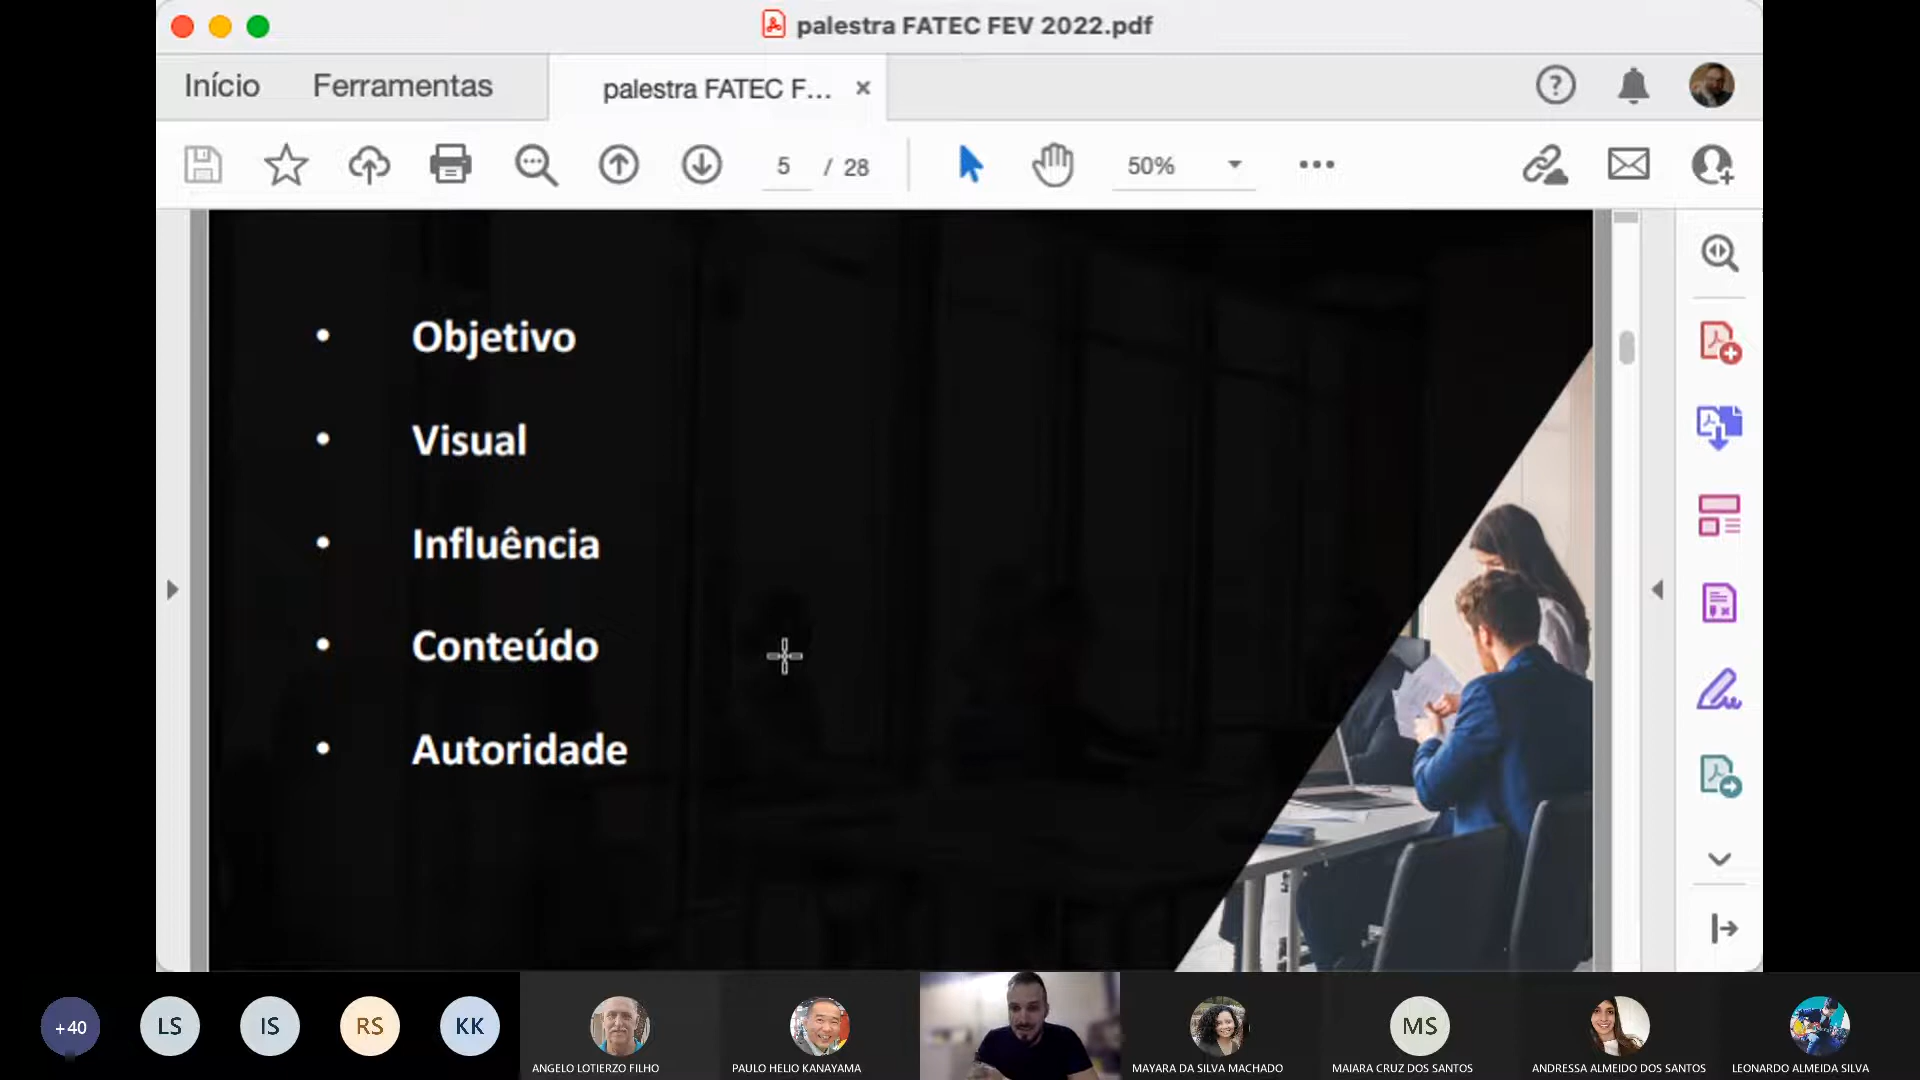 palestra FATEC FEV 2022.pdf
Início
Ferramentas
palestra FATEC F...
5 / 28
50%
• Objetivo
• Visual
• Influência
• Conteúdo
• Autoridade
+40
LS
IS
RS
KK
MS
ANGELO LOTIERZO FILHO
PAULO HELIO KANAYAMA
MAYARA DA SILVA MACHADO
MAIARA CRUZ DOS SANTOS
ANDRESSA ALMEIDO DOS SANTOS
LEONARDO ALMEIDA SILVA